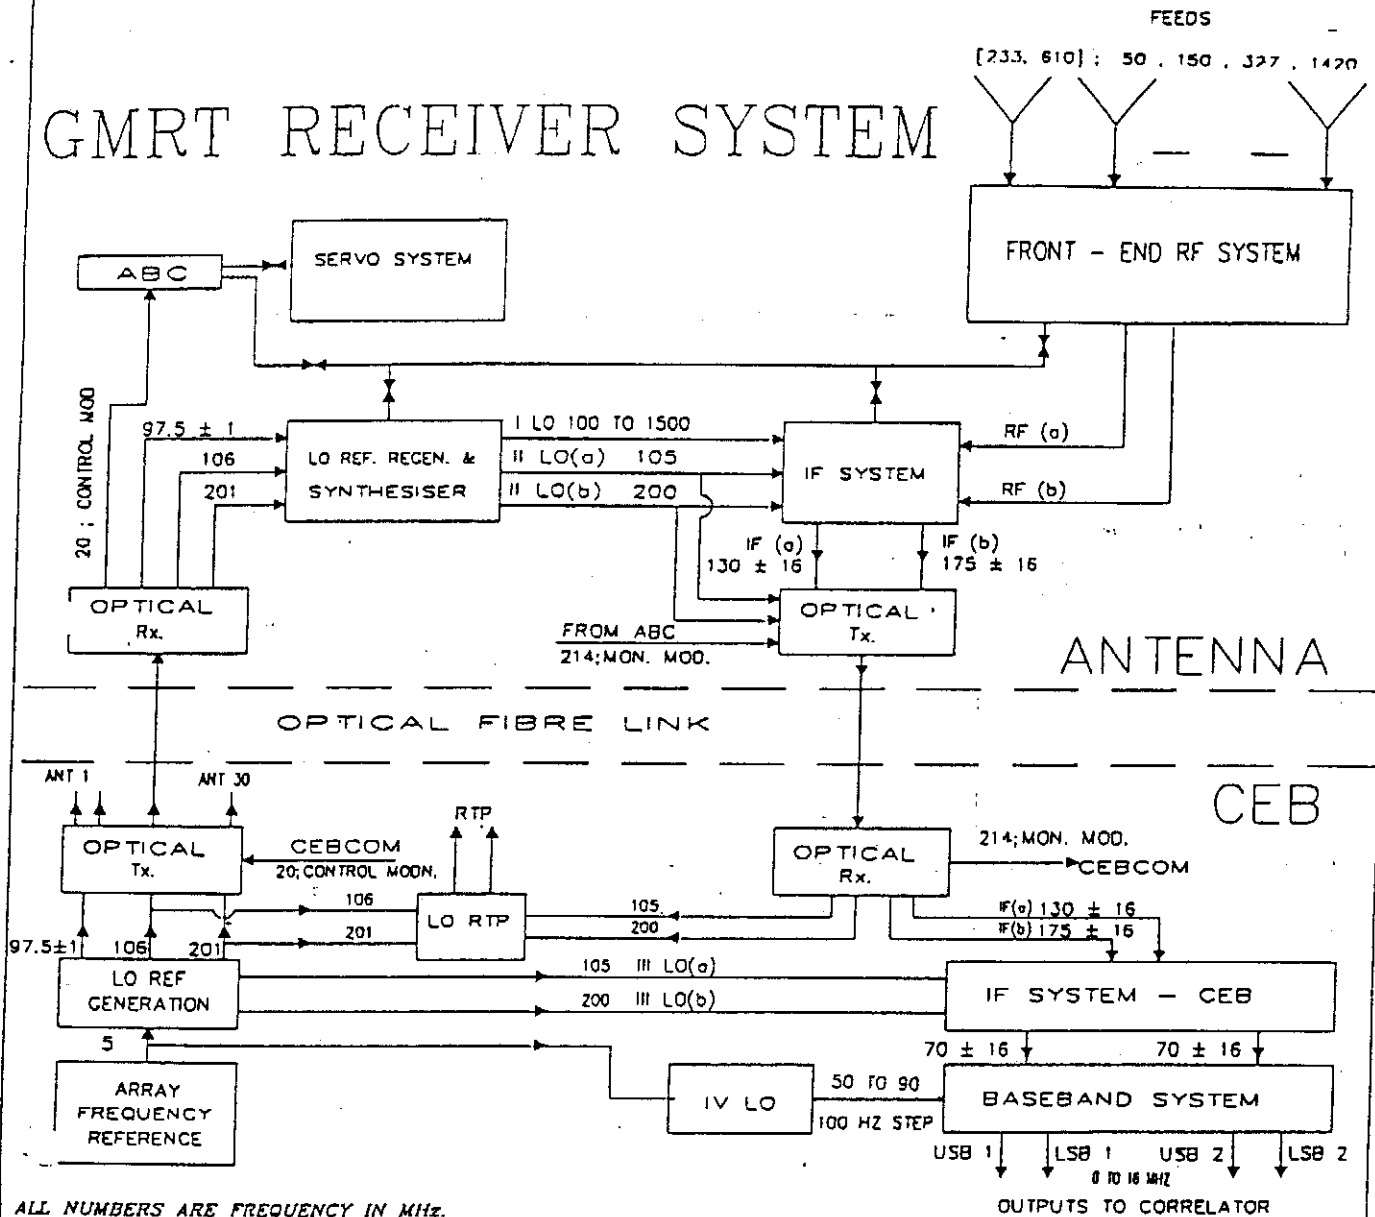 FEEDS
[233, 610] ; 50 , 150 , 327 , 1420
GMRT RECEIVER SYSTEM
SERVO SYSTEM
FRONT - END RF SYSTEM
ABC
20 ; CONTROL MOD
97.5 ± 1
106
201
LO REF. REGEN. &
SYNTHESISER
I LO 100 TO 1500
II LO(a) 105
II LO(b) 200
IF SYSTEM
RF (a)
RF (b)
IF (a)
130 ± 16
IF (b)
175 ± 16
OPTICAL
Rx.
OPTICAL
Tx.
FROM ABC
214;MON. MOD.
ANTENNA
OPTICAL FIBRE LINK
CEB
ANT 1
ANT 30
RTP
OPTICAL
Tx.
CEBCOM
20;CONTROL MODN.
OPTICAL
Rx.
214;MON. MOD.
CEBCOM
106
201
LO RTP
105
200
IF(a) 130 ± 16
IF(b) 175 ± 16
97.5±1
106
201
LO REF
GENERATION
105 III LO(a)
200 III LO(b)
IF SYSTEM - CEB
5
70 ± 16
70 ± 16
ARRAY
FREQUENCY
REFERENCE
IV LO
50 TO 90
100 HZ STEP
BASEBAND SYSTEM
USB 1
LSB 1
USB 2
LSB 2
0 TO 16 MHZ
OUTPUTS TO CORRELATOR
ALL NUMBERS ARE FREQUENCY IN MHz.